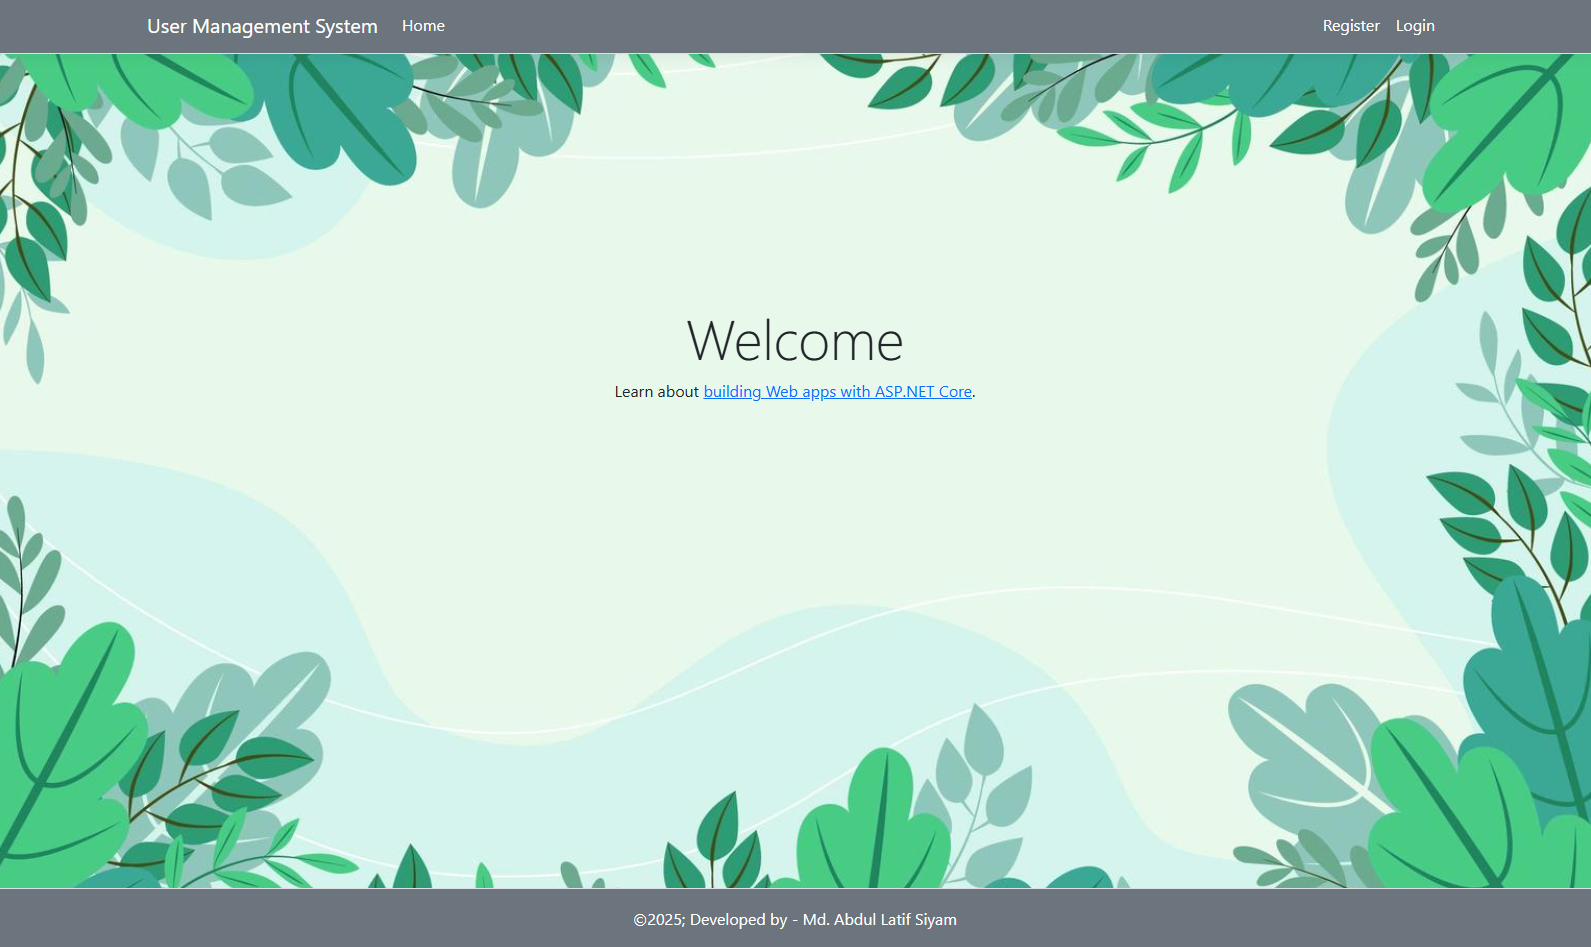 User Management System Home Register Login
Welcome
Learn about building Web apps with ASP.NET Core.
©2025; Developed by - Md. Abdul Latif Siyam